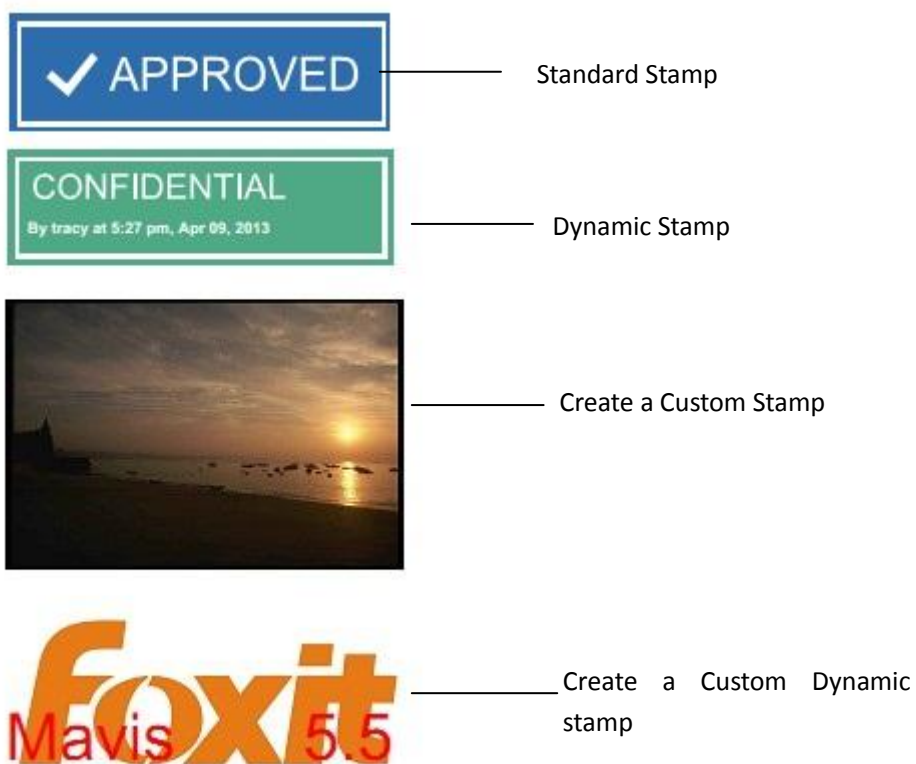 APPROVED
Standard Stamp
CONFIDENTIAL
By tracy at 5:27 pm, Apr 09, 2013
Dynamic Stamp
Create a Custom Stamp
foxit
Mavis 5.5
Create a Custom Dynamic
stamp